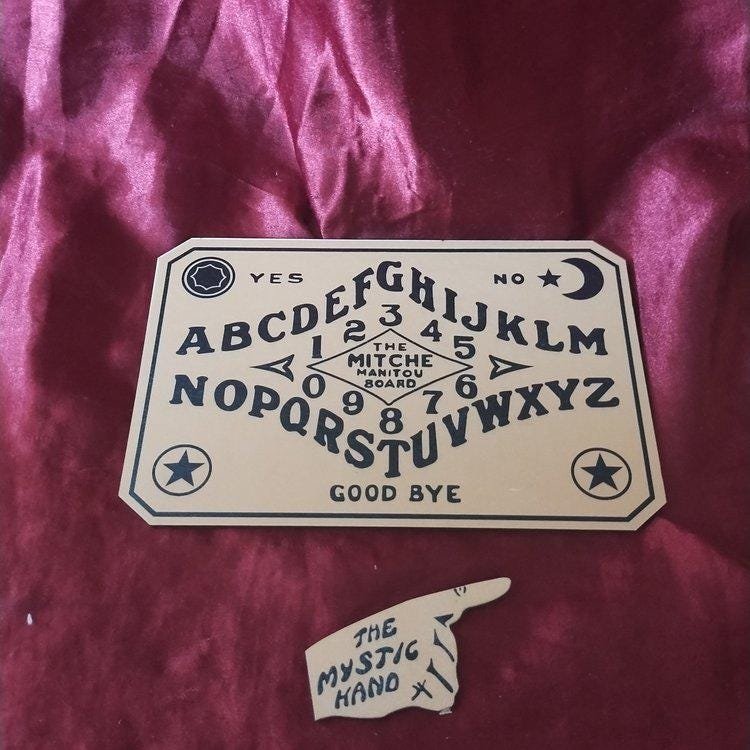 YES NO
ABCDEFGHIJKLM
1 2 3 4 5
THE
MITCHE
MANITOU
BOARD
0 9 8 7 6
NOPQRSTUVWXYZ
GOOD BYE
THE
MYSTIC
HAND